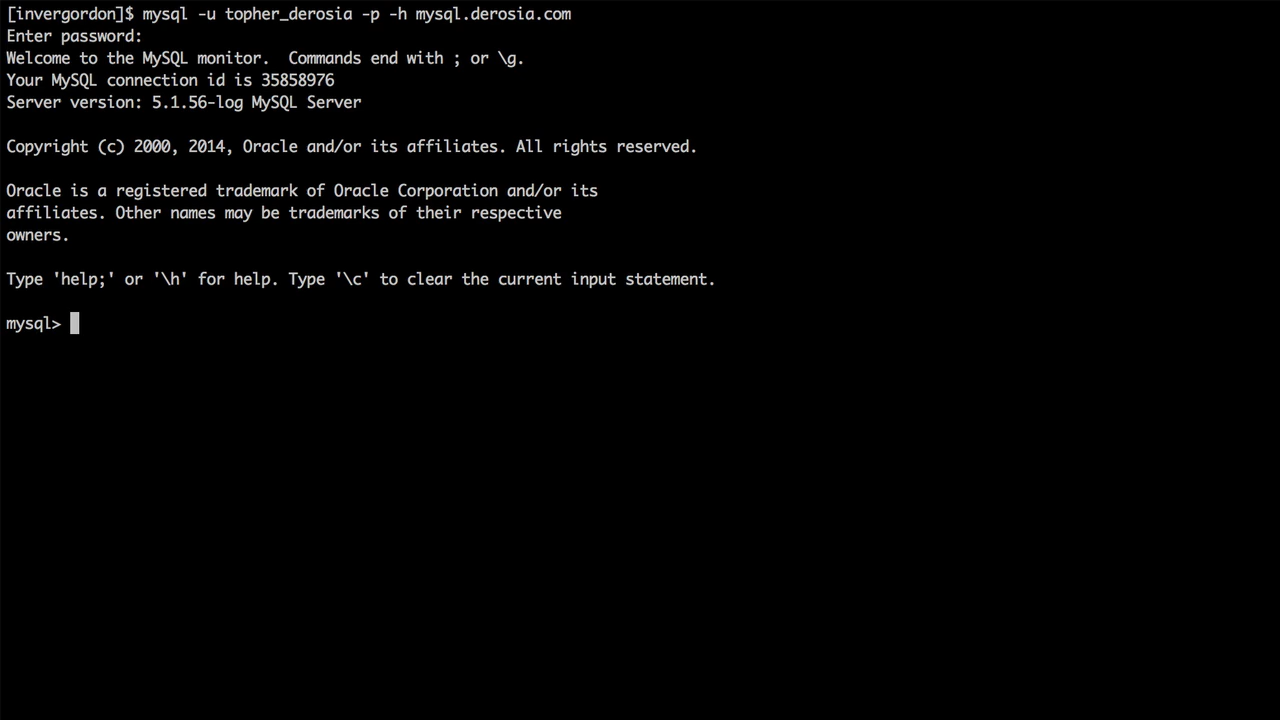 [invergordon]$ mysql -u topher_derosia -p -h mysql.derosia.com
Enter password:
Welcome to the MySQL monitor.  Commands end with ; or \g.
Your MySQL connection id is 35858976
Server version: 5.1.56-log MySQL Server
Copyright (c) 2000, 2014, Oracle and/or its affiliates. All rights reserved.
Oracle is a registered trademark of Oracle Corporation and/or its
affiliates. Other names may be trademarks of their respective
owners.
Type 'help;' or '\h' for help. Type '\c' to clear the current input statement.
mysql>